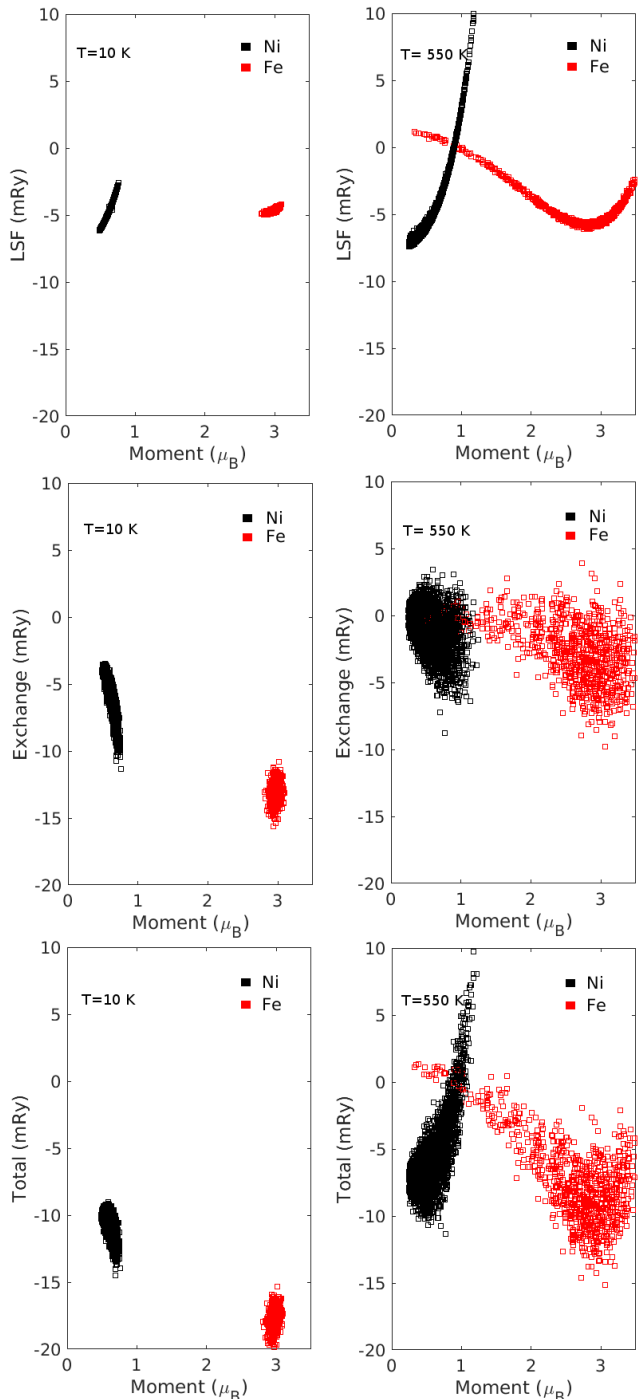 10
5
0
-5
-10
-15
-20
LSF (mRy)
T=10 K
Ni
Fe
0
1
2
3
Moment (μB)
10
5
0
-5
-10
-15
-20
LSF (mRy)
T= 550 K
Ni
Fe
0
1
2
3
Moment (μB)
10
5
0
-5
-10
-15
-20
Exchange (mRy)
T=10 K
Ni
Fe
0
1
2
3
Moment (μB)
10
5
0
-5
-10
-15
-20
Exchange (mRy)
T= 550 K
Ni
Fe
0
1
2
3
Moment (μB)
10
5
0
-5
-10
-15
-20
Total (mRy)
T=10 K
Ni
Fe
0
1
2
3
Moment (μB)
10
5
0
-5
-10
-15
-20
Total (mRy)
T=550 K
Ni
Fe
0
1
2
3
Moment (μB)